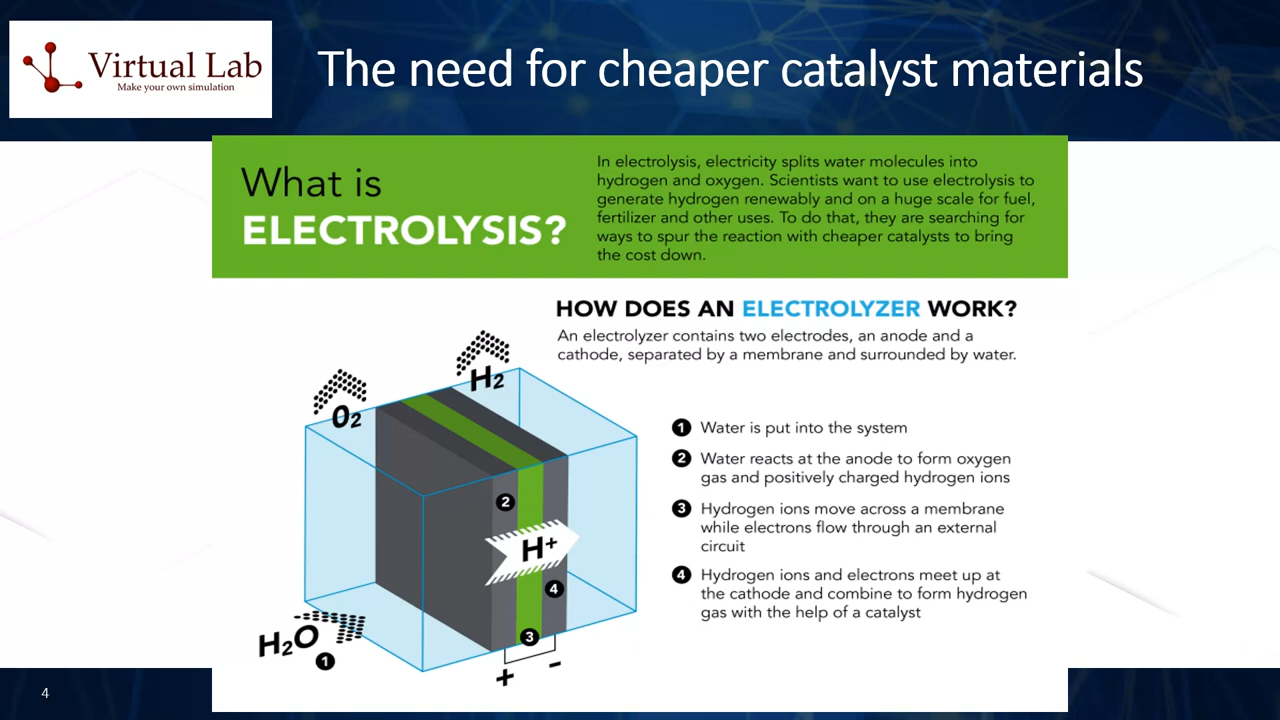 Virtual Lab
Make your own simulation
The need for cheaper catalyst materials
What is
ELECTROLYSIS?
In electrolysis, electricity splits water molecules into
hydrogen and oxygen. Scientists want to use electrolysis to
generate hydrogen renewably and on a huge scale for fuel,
fertilizer and other uses. To do that, they are searching for
ways to spur the reaction with cheaper catalysts to bring
the cost down.
HOW DOES AN ELECTROLYZER WORK?
An electrolyzer contains two electrodes, an anode and a
cathode, separated by a membrane and surrounded by water.
H2
O2
2
H+
4
3
H2O
1
+ -
1 Water is put into the system
2 Water reacts at the anode to form oxygen
gas and positively charged hydrogen ions
3 Hydrogen ions move across a membrane
while electrons flow through an external
circuit
4 Hydrogen ions and electrons meet up at
the cathode and combine to form hydrogen
gas with the help of a catalyst
4